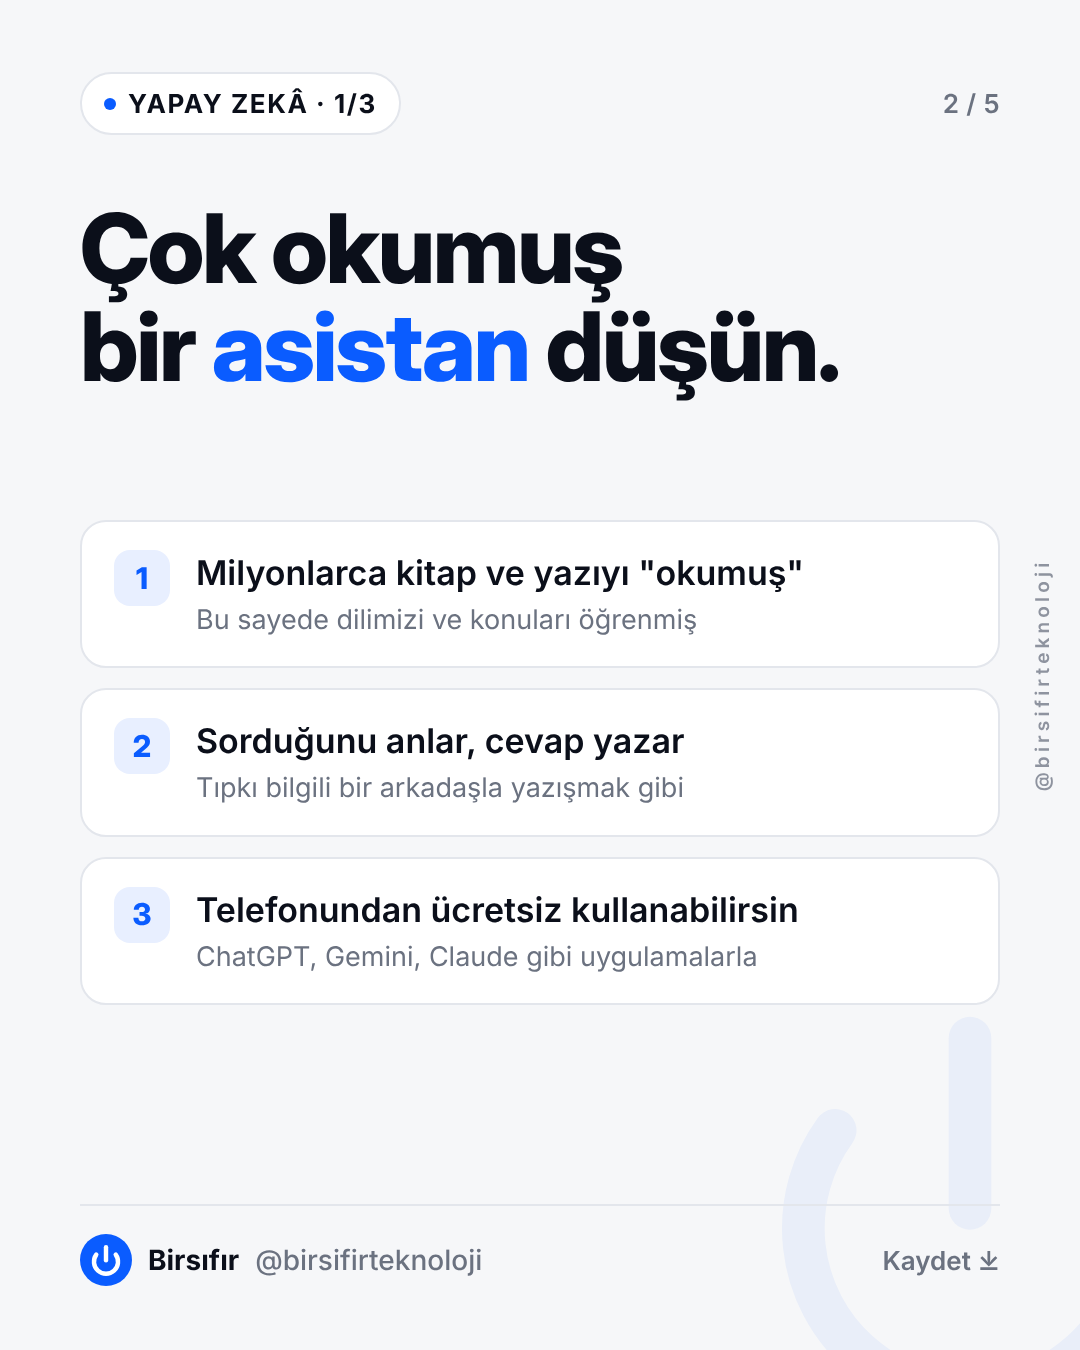 YAPAY ZEKÂ · 1/3
2 / 5
Çok okumuş
bir asistan düşün.
1
Milyonlarca kitap ve yazıyı "okumuş"
Bu sayede dilimizi ve konuları öğrenmiş
2
Sorduğunu anlar, cevap yazar
Tıpkı bilgili bir arkadaşla yazışmak gibi
3
Telefonundan ücretsiz kullanabilirsin
ChatGPT, Gemini, Claude gibi uygulamalarla
@birsifirteknoloji
Birsıfır @birsifirteknoloji
Kaydet